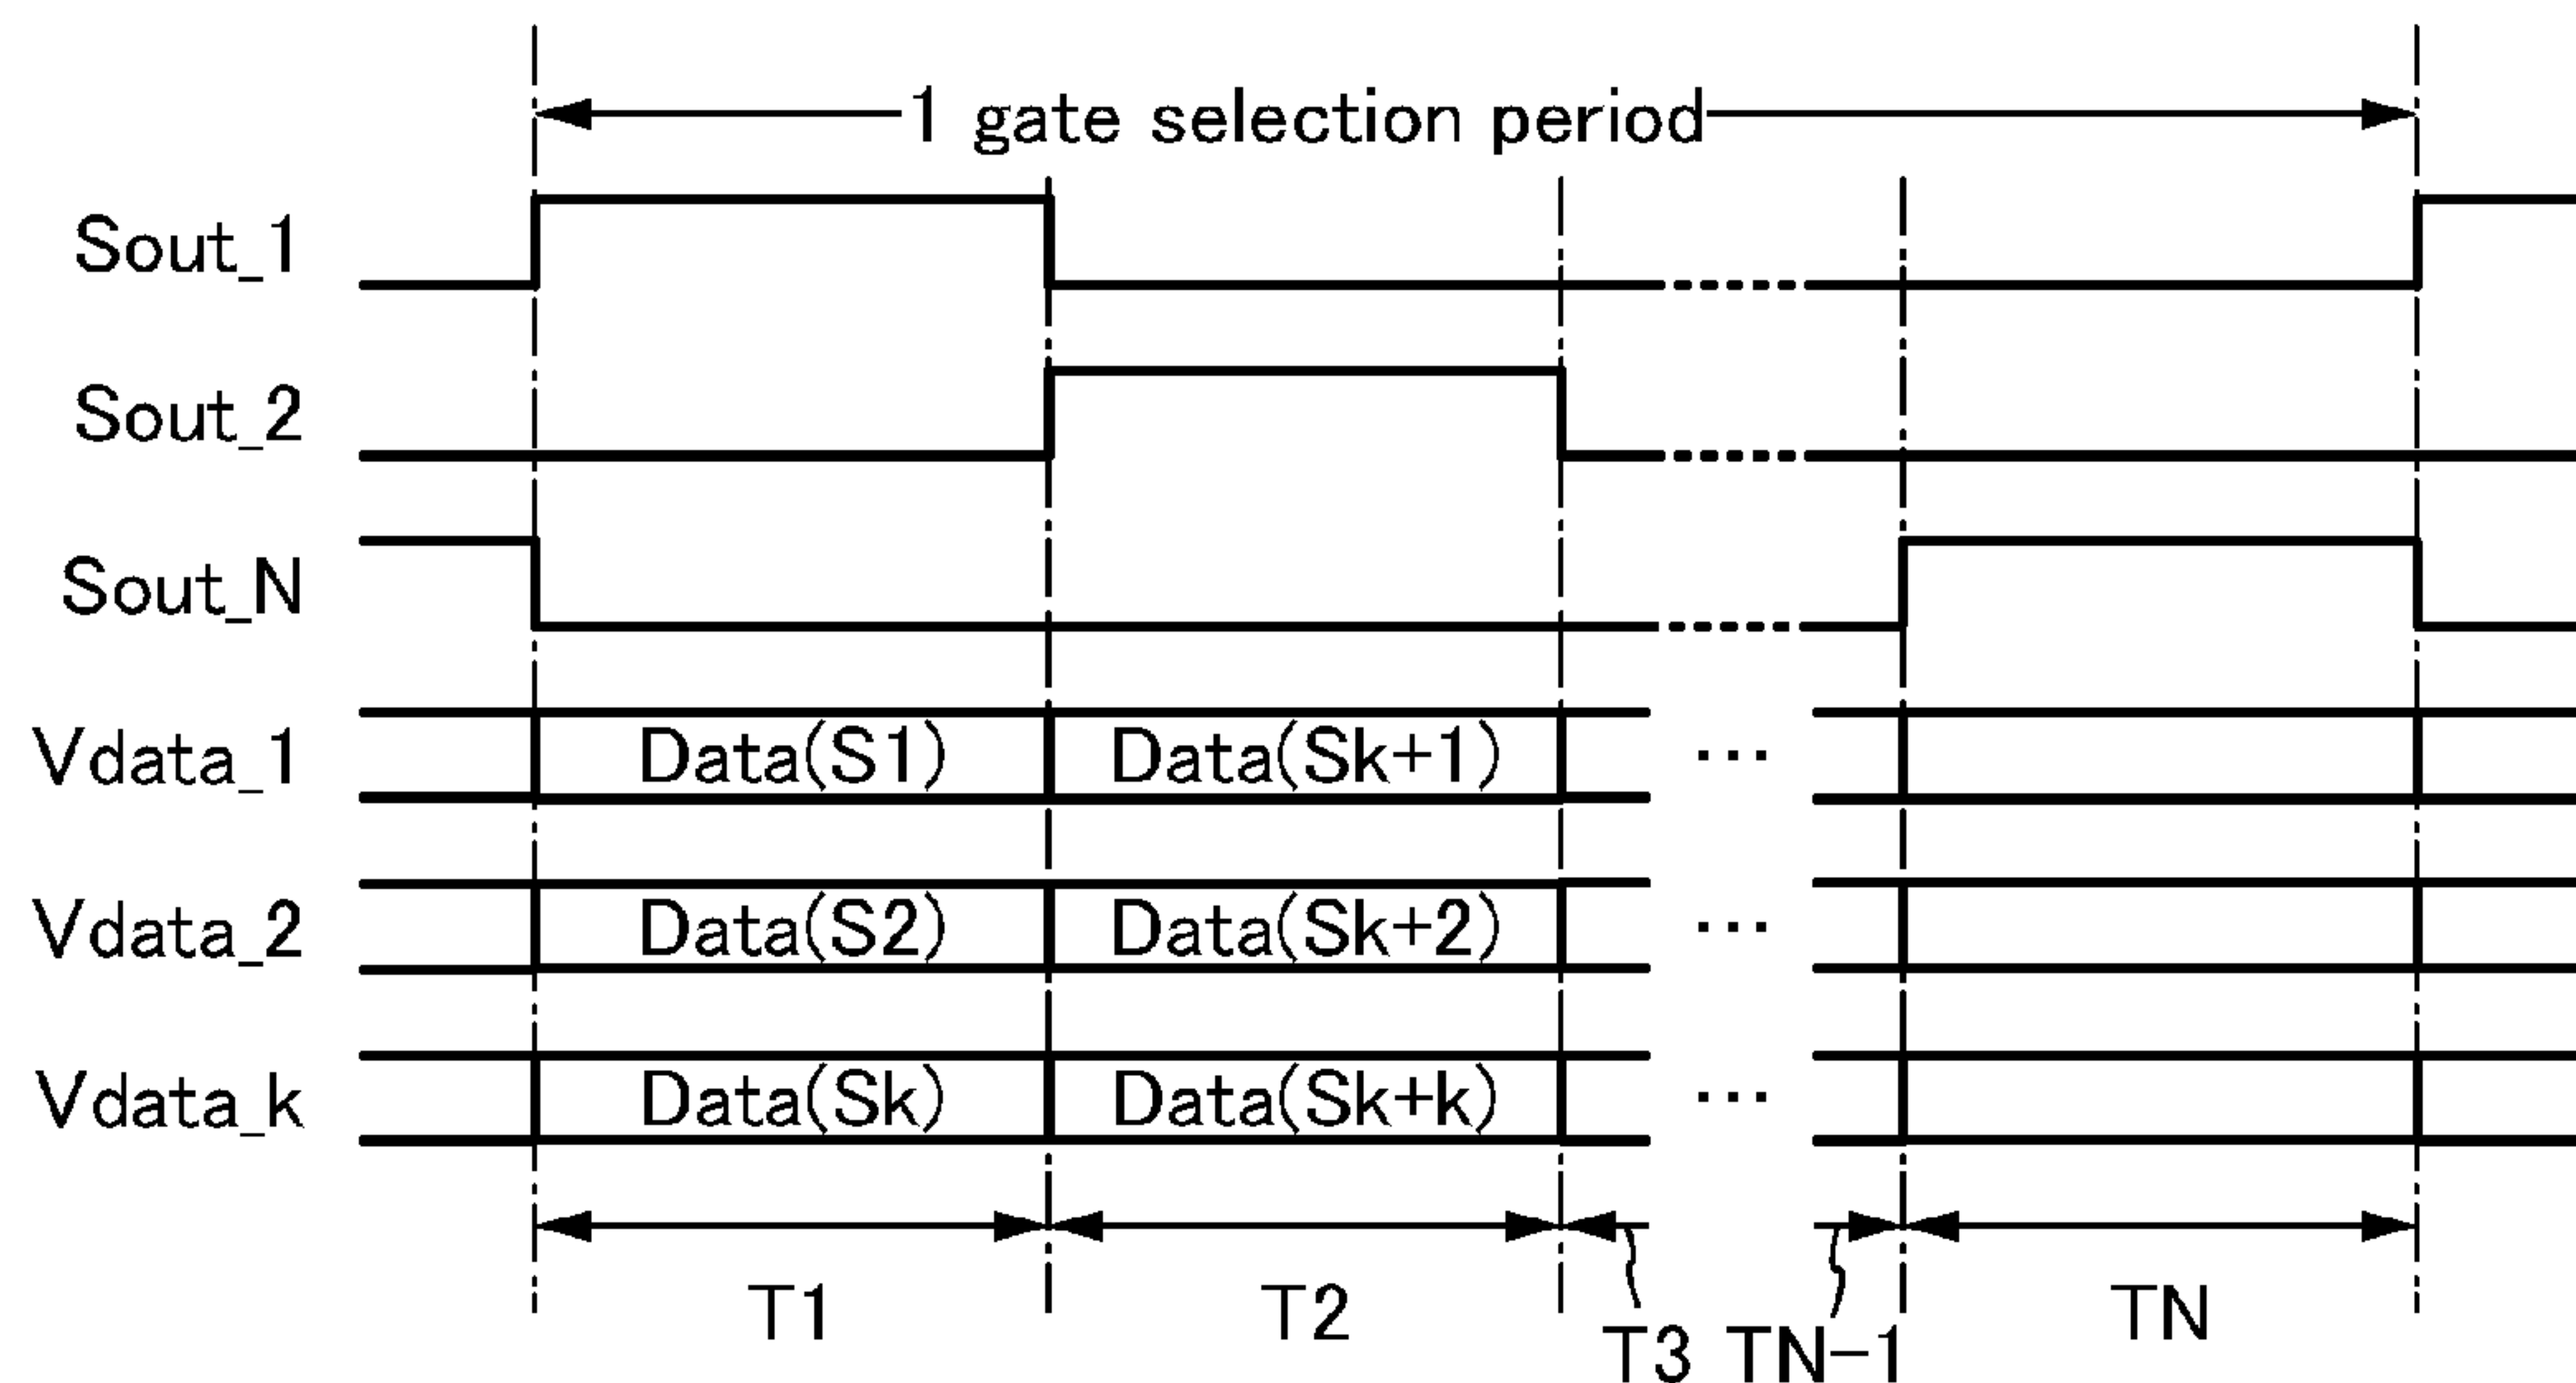 1 gate selection period
Sout_1
Sout_2
Sout_N
Vdata_1 Data(S1) Data(Sk+1) ...
Vdata_2 Data(S2) Data(Sk+2) ...
Vdata_k Data(Sk) Data(Sk+k) ...
T1 T2 T3 TN-1 TN